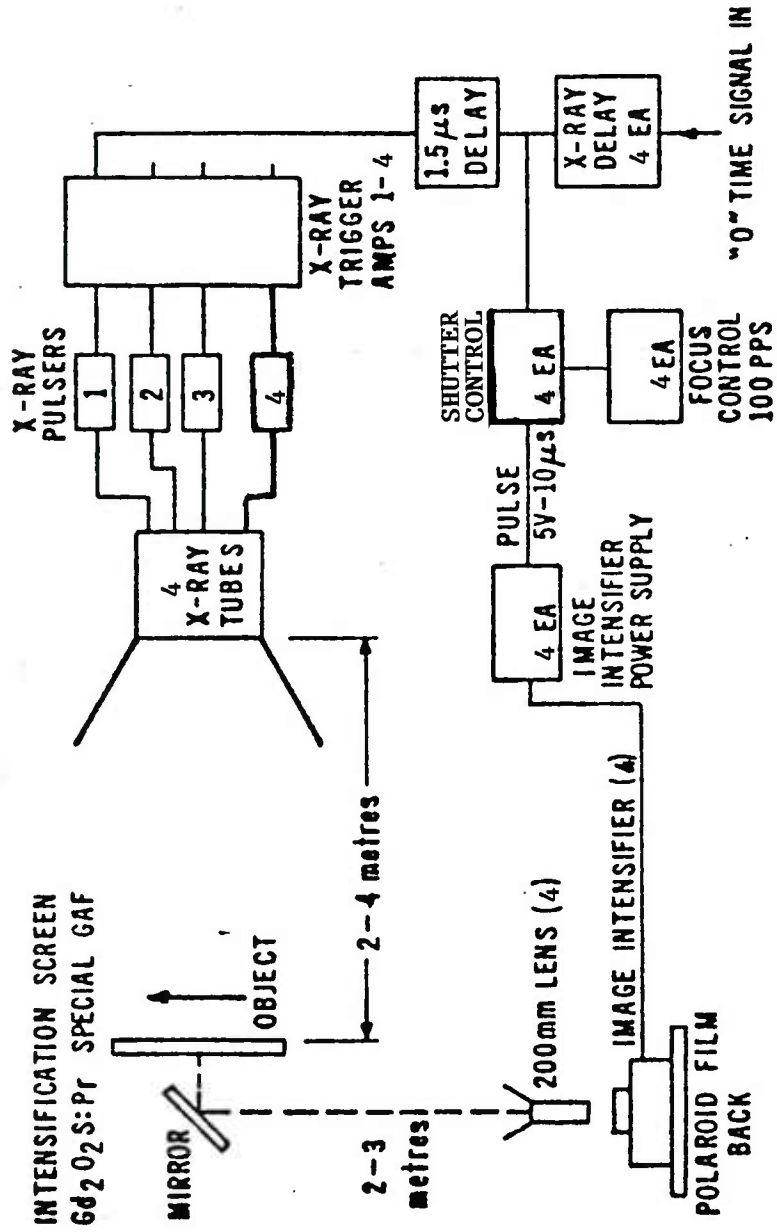 INTENSIFICATION SCREEN
Gd2O2S:Pr SPECIAL GAF
MIRROR
OBJECT
2-4 metres
2-3
metres
200mm LENS (4)
IMAGE INTENSIFIER (4)
POLAROID FILM
BACK
4
X-RAY
TUBES
X-RAY
PULSERS
1
2
3
4
X-RAY
TRIGGER
AMPS 1-4
4 EA
IMAGE
INTENSIFIER
POWER SUPPLY
PULSE
5V-10μs
SHUTTER
CONTROL
4 EA
4 EA
FOCUS
CONTROL
100 PPS
1.5μs
DELAY
X-RAY
DELAY
4 EA
"O" TIME SIGNAL IN